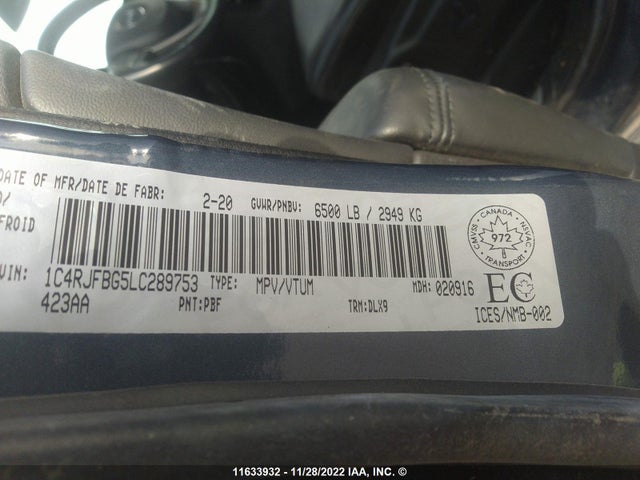 DATE OF MFR/DATE DE FABR: 2-20 GVWR/PNBV: 6500 LB / 2949 KG
FROID
VIN: 1C4RJFBG5LC289753 TYPE: MPV/VTUM MDH: 020916
423AA PNT:PBF TRM:DLX9
CANADA
MVSS NSVAC
972
TRANSPORT
EC
ICES/NMB-002
11633932 - 11/28/2022 IAA, INC. ©